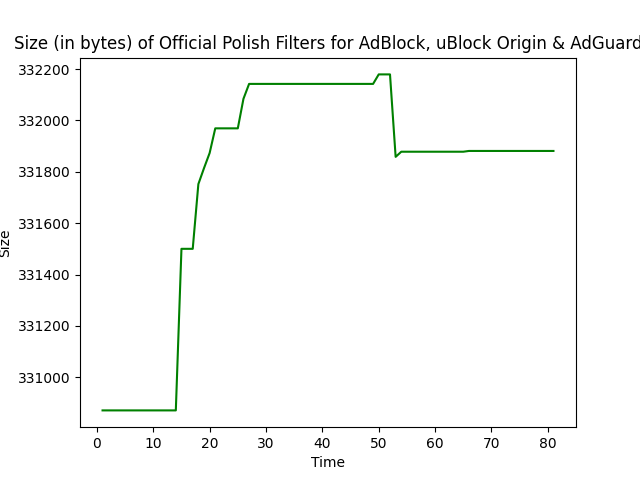 Size (in bytes) of Official Polish Filters for AdBlock, uBlock Origin & AdGuard
332200
332000
331800
331600
331400
331200
331000
Size
0 10 20 30 40 50 60 70 80
Time